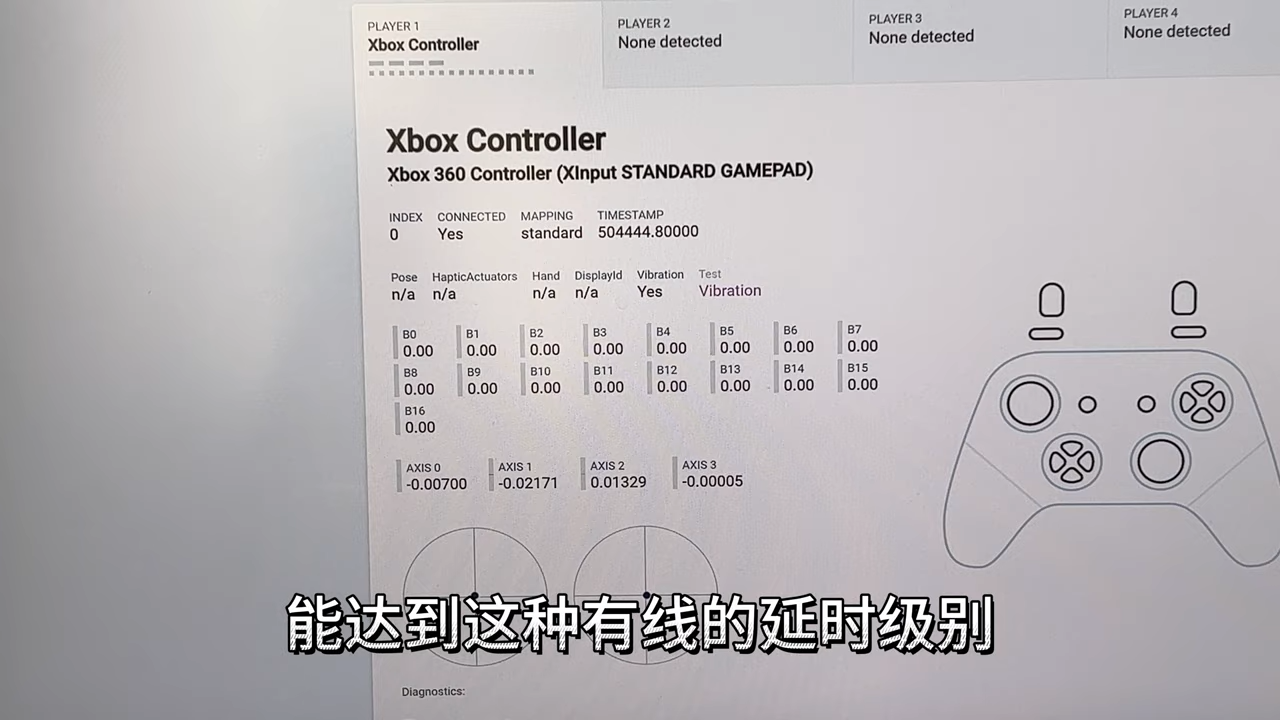 PLAYER 1
Xbox Controller
PLAYER 2
None detected
PLAYER 3
None detected
PLAYER 4
None detected
Xbox Controller
Xbox 360 Controller (XInput STANDARD GAMEPAD)
INDEX CONNECTED MAPPING TIMESTAMP
0 Yes standard 504444.80000
Pose HapticActuators Hand DisplayId Vibration Test
n/a n/a n/a n/a Yes Vibration
B0 B1 B2 B3 B4 B5 B6 B7
0.00 0.00 0.00 0.00 0.00 0.00 0.00 0.00
B8 B9 B10 B11 B12 B13 B14 B15
0.00 0.00 0.00 0.00 0.00 0.00 0.00 0.00
B16
0.00
AXIS 0 AXIS 1 AXIS 2 AXIS 3
-0.00700 -0.02171 0.01329 -0.00005
能达到这种有线的延时级别
Diagnostics: